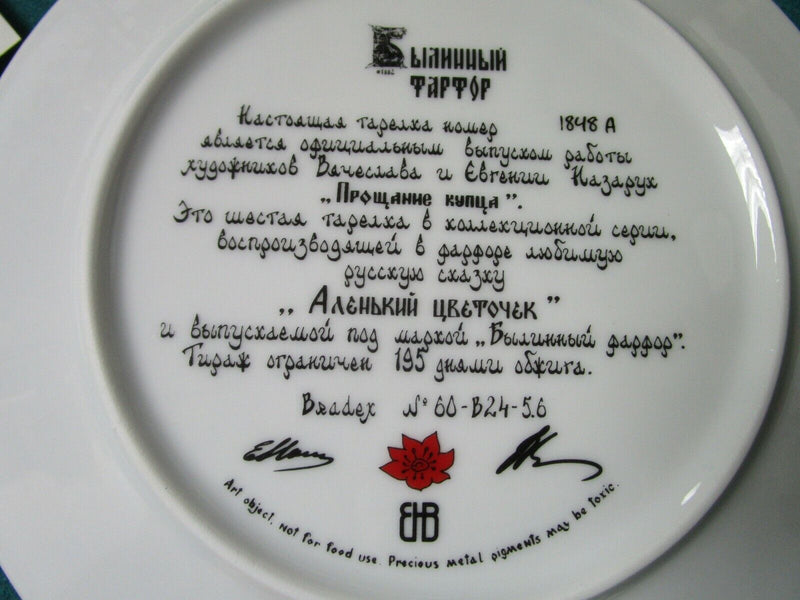 Былинный
фарфор
Настоящая тарелка номер 1848 A
является официальным выпуском работы
художников Вячеслава и Евгении Назарук
„Прощание купца”.
Это шестая тарелка в коллекционной серии,
воспроизводящей в фарфоре любимую
русскую сказку
„Аленький цветочек”
и выпускаемой под маркой „Былинный фарфор”.
Тираж ограничен 195 днями обжига.
Bradex №60-B24-5.6
Art object. Not for food use. Precious metal pigments may be toxic.